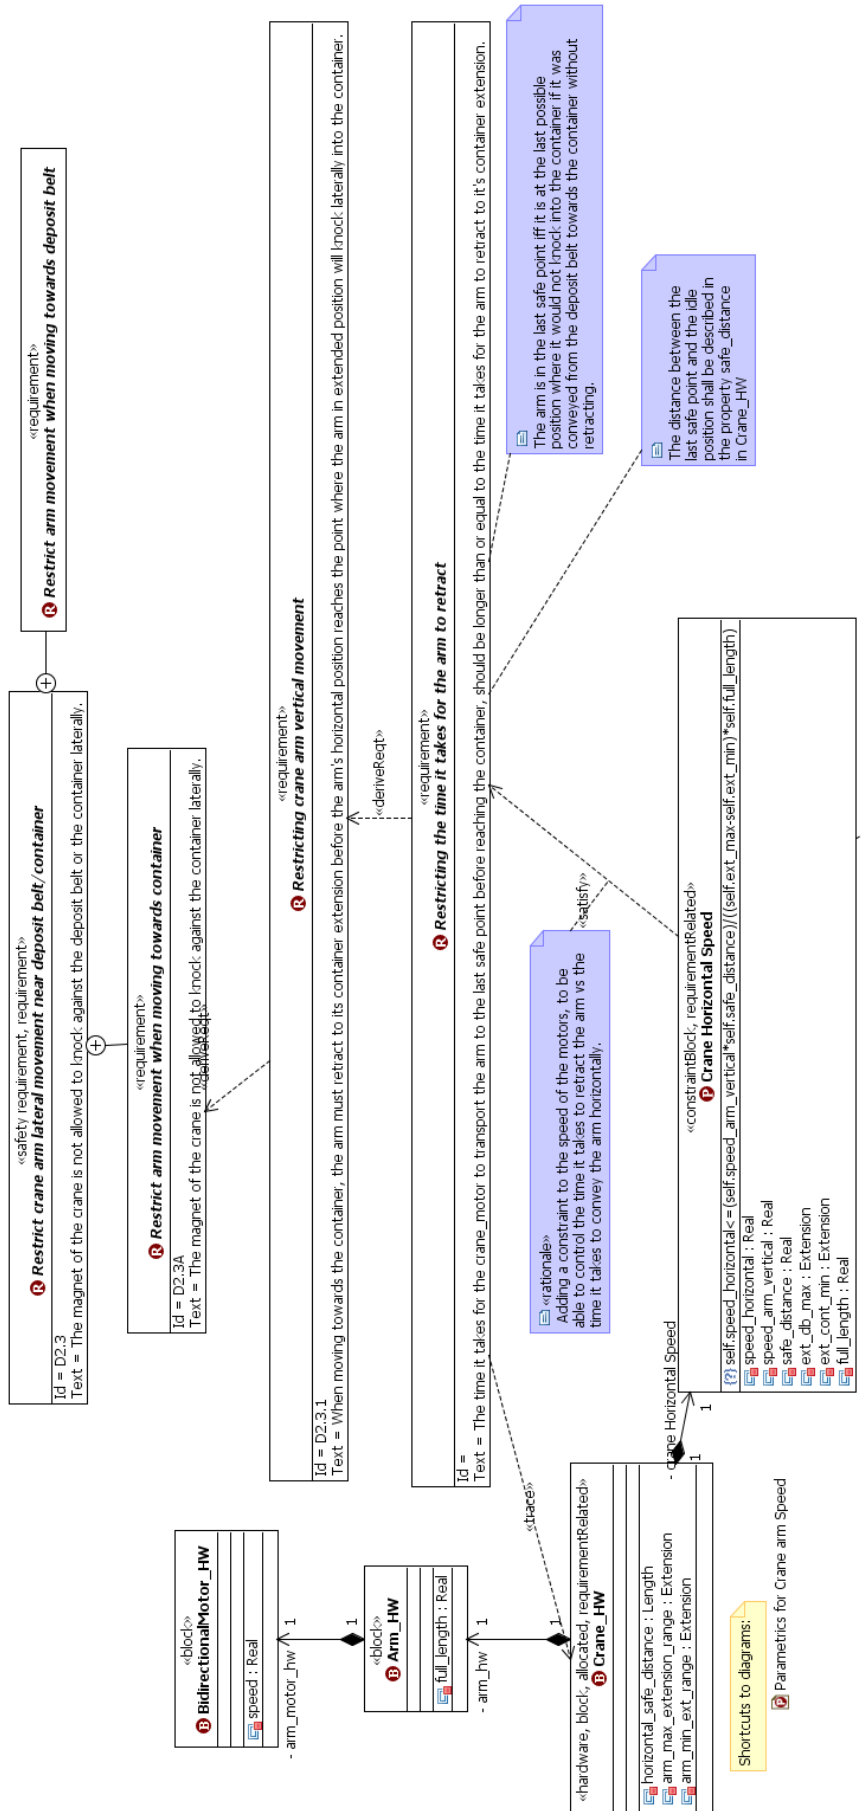 «safety requirement, requirement»
Restrict crane arm lateral movement near deposit belt/container
Id = D2.3
Text = The magnet of the crane is not allowed to knock against the deposit belt or the container laterally.
«requirement»
Restrict arm movement when moving towards deposit belt
«requirement»
Restrict arm movement when moving towards container
Id = D2.3A
Text = The magnet of the crane is not allowed to knock against the container laterally.
«deriveReqt»
«requirement»
Restricting crane arm vertical movement
Id = D2.3.1
Text = When moving towards the container, the arm must retract to its container extension before the arm's horizontal position reaches the point where the arm in extended position will knock laterally into the container.
«deriveReqt»
«requirement»
Restricting the time it takes for the arm to retract
Id =
Text = The time it takes for the crane_motor to transport the arm to the last safe point before reaching the container, should be longer than or equal to the time it takes for the arm to retract to it's container extension.
The arm is in the last safe point iff it is at the last possible
position where it would not knock into the container if it was
conveyed from the deposit belt towards the container without
retracting.
The distance between the
last safe point and the idle
position shall be described in
the property safe_distance
in Crane_HW
«rationale»
Adding a constraint to the speed of the motors, to be
able to control the time it takes to retract the arm vs the
time it takes to convey the arm horizontally.
«satisfy»
«trace»
«block»
BidirectionalMotor_HW
speed : Real
- arm_motor_hw
1
1
«block»
Arm_HW
full_length : Real
- arm_hw
1
1
«hardware, block, allocated, requirementRelated»
Crane_HW
horizontal_safe_distance : Length
arm_max_extension_range : Extension
arm_min_ext_range : Extension
- crane Horizontal Speed
1
1
«constraintBlock, requirementRelated»
Crane Horizontal Speed
{?} self.speed_horizontal<=(self.speed_arm_vertical*self.safe_distance)/((self.ext_max-self.ext_min)*self.full_length)
speed_horizontal : Real
speed_arm_vertical : Real
safe_distance : Real
ext_db_max : Extension
ext_cont_min : Extension
full_length : Real
Shortcuts to diagrams:
Parametrics for Crane arm Speed